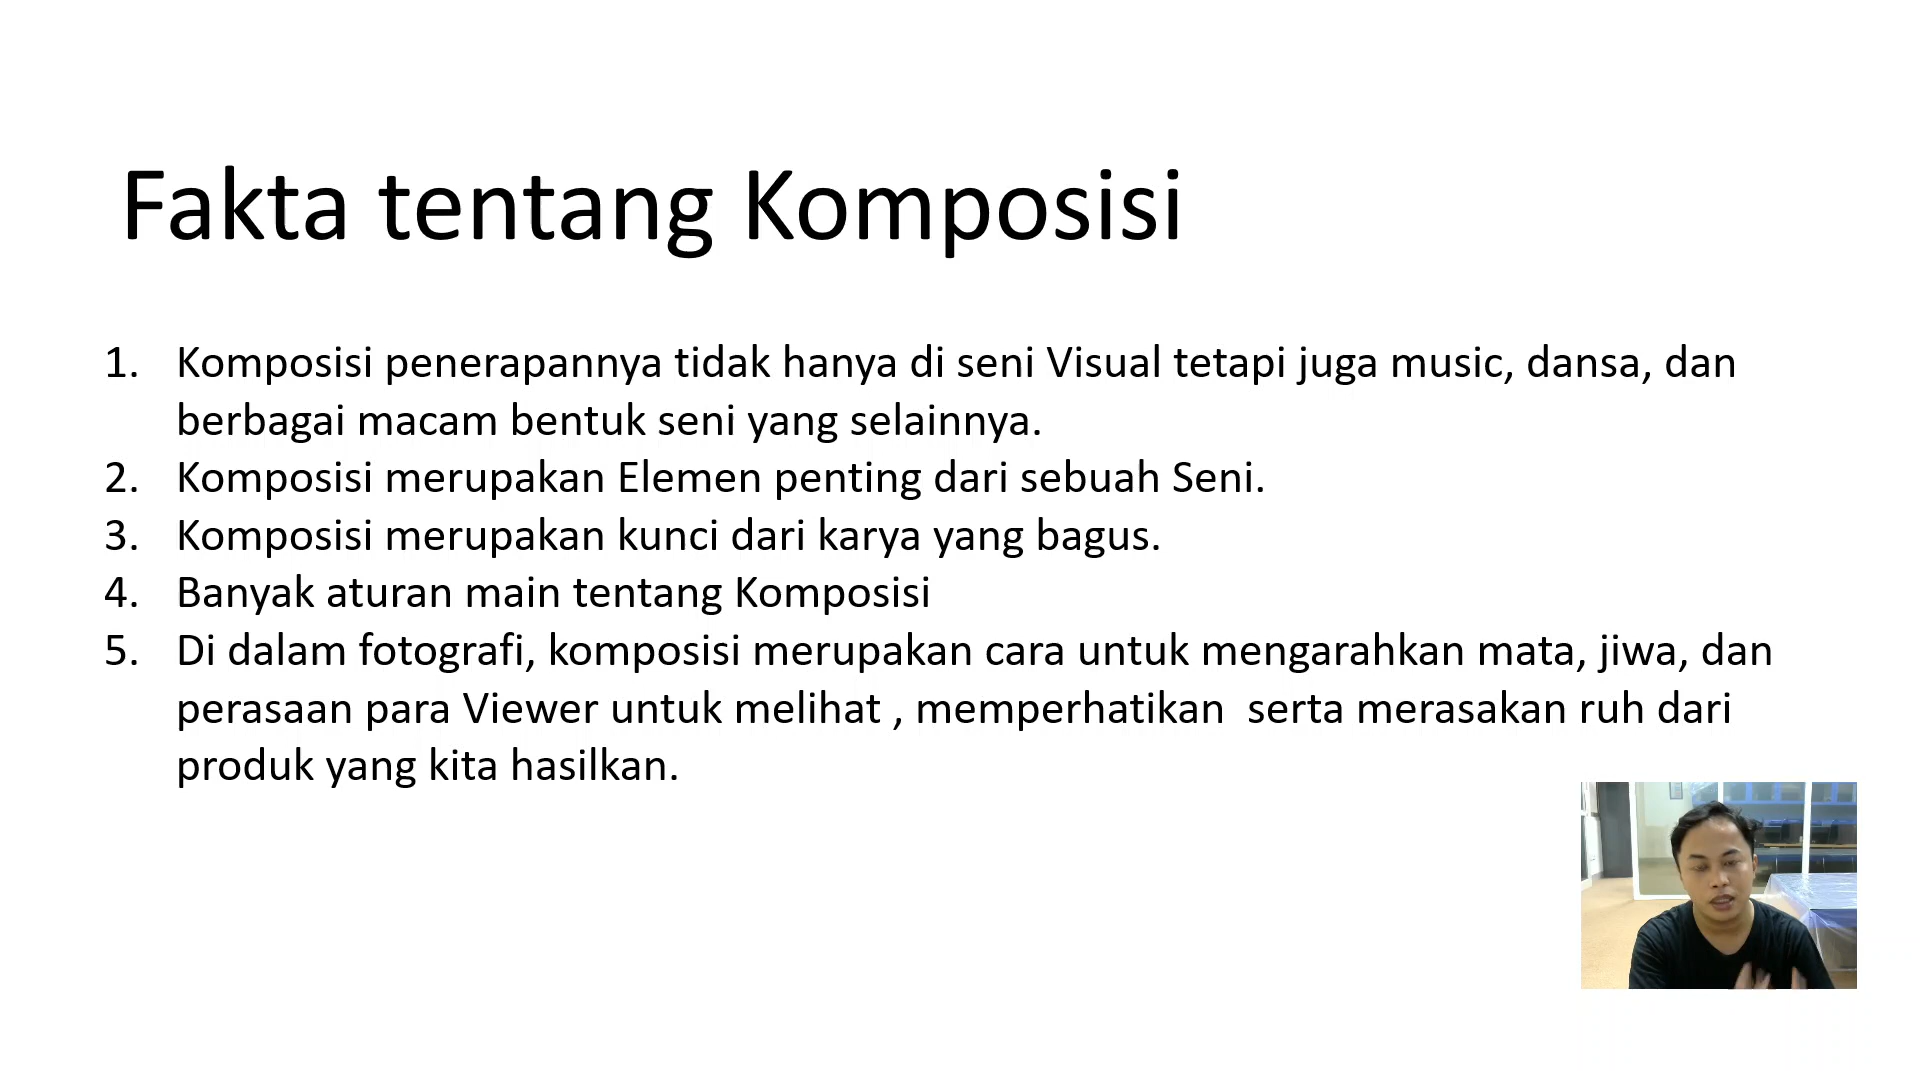 Fakta tentang Komposisi
1. Komposisi penerapannya tidak hanya di seni Visual tetapi juga music, dansa, dan
berbagai macam bentuk seni yang selainnya.
2. Komposisi merupakan Elemen penting dari sebuah Seni.
3. Komposisi merupakan kunci dari karya yang bagus.
4. Banyak aturan main tentang Komposisi
5. Di dalam fotografi, komposisi merupakan cara untuk mengarahkan mata, jiwa, dan
perasaan para Viewer untuk melihat , memperhatikan  serta merasakan ruh dari
produk yang kita hasilkan.